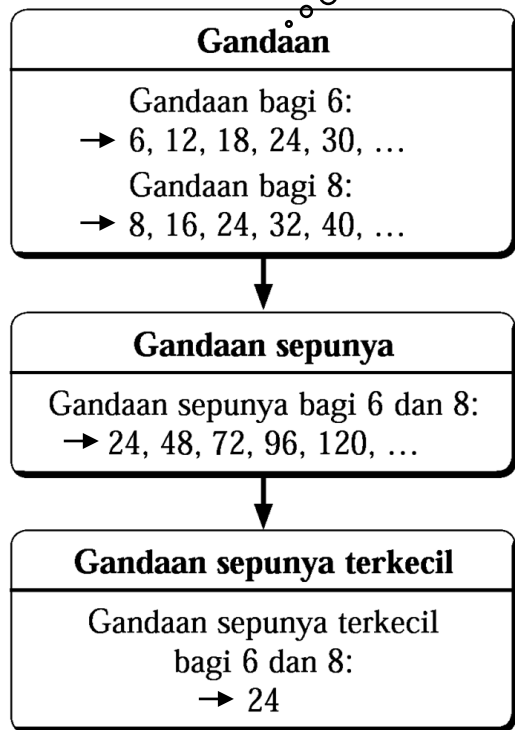 Gandaan
Gandaan bagi 6:
→ 6, 12, 18, 24, 30, …
Gandaan bagi 8:
→ 8, 16, 24, 32, 40, …
Gandaan sepunya
Gandaan sepunya bagi 6 dan 8:
→ 24, 48, 72, 96, 120, …
Gandaan sepunya terkecil
Gandaan sepunya terkecil
bagi 6 dan 8:
→ 24